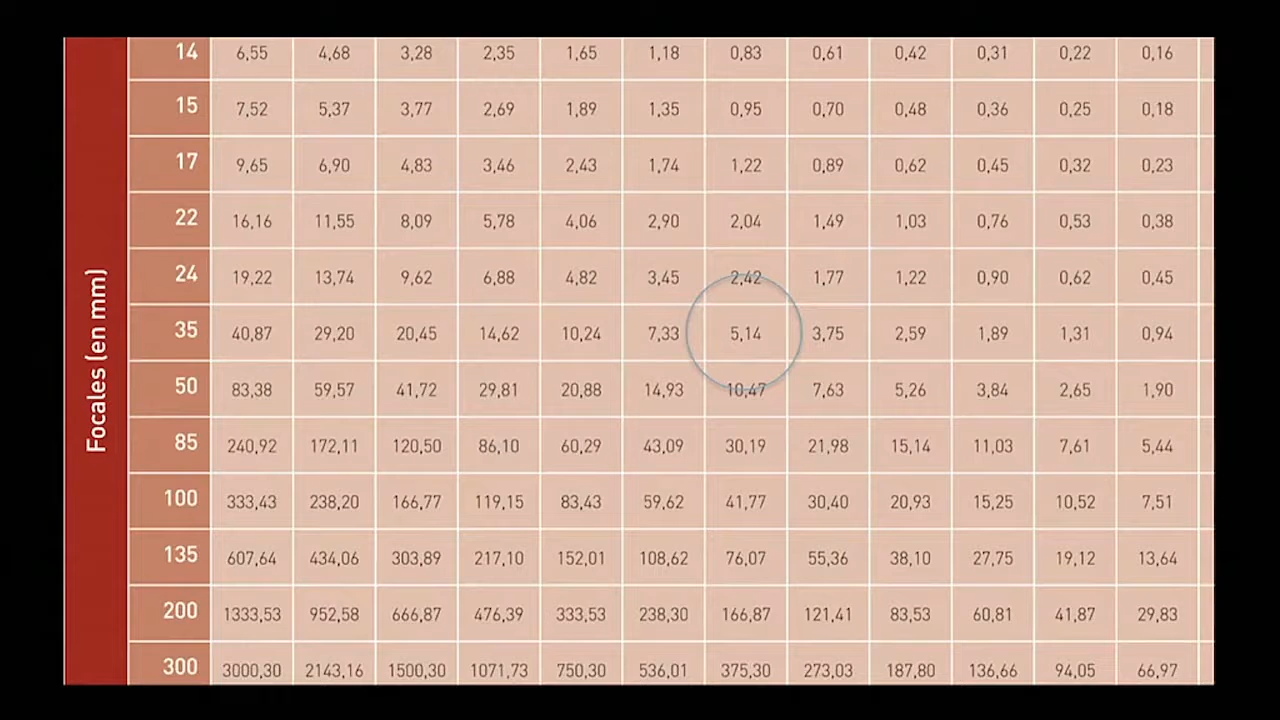 Focales (en mm)
14 6,55 4,68 3,28 2,35 1,65 1,18 0,83 0,61 0,42 0,31 0,22 0,16
15 7,52 5,37 3,77 2,69 1,89 1,35 0,95 0,70 0,48 0,36 0,25 0,18
17 9,65 6,90 4,83 3,46 2,43 1,74 1,22 0,89 0,62 0,45 0,32 0,23
22 16,16 11,55 8,09 5,78 4,06 2,90 2,04 1,49 1,03 0,76 0,53 0,38
24 19,22 13,74 9,62 6,88 4,82 3,45 2,42 1,77 1,22 0,90 0,62 0,45
35 40,87 29,20 20,45 14,62 10,24 7,33 5,14 3,75 2,59 1,89 1,31 0,94
50 83,38 59,57 41,72 29,81 20,88 14,93 10,47 7,63 5,26 3,84 2,65 1,90
85 240,92 172,11 120,50 86,10 60,29 43,09 30,19 21,98 15,14 11,03 7,61 5,44
100 333,43 238,20 166,77 119,15 83,43 59,62 41,77 30,40 20,93 15,25 10,52 7,51
135 607,64 434,06 303,89 217,10 152,01 108,62 76,07 55,36 38,10 27,75 19,12 13,64
200 1333,53 952,58 666,87 476,39 333,53 238,30 166,87 121,41 83,53 60,81 41,87 29,83
300 3000,30 2143,16 1500,30 1071,73 750,30 536,01 375,30 273,03 187,80 136,66 94,05 66,97